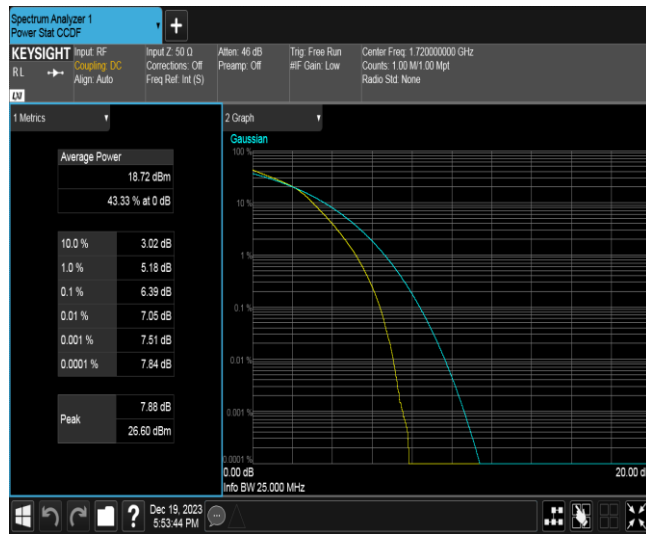 Spectrum Analyzer 1
Power Stat CCDF
+
KEYSIGHT
RL
LXI
Input: RF
Coupling: DC
Align: Auto
Input Z: 50 Ω
Corrections: Off
Freq Ref: Int (S)
Atten: 46 dB
Preamp: Off
Trig: Free Run
#IF Gain: Low
Center Freq: 1.720000000 GHz
Counts: 1.00 M/1.00 Mpt
Radio Std: None
1 Metrics
Average Power
18.72 dBm
43.33 % at 0 dB
10.0 % 3.02 dB
1.0 % 5.18 dB
0.1 % 6.39 dB
0.01 % 7.05 dB
0.001 % 7.51 dB
0.0001 % 7.84 dB
Peak
7.88 dB
26.60 dBm
2 Graph
Gaussian
100 %
10 %
1 %
0.1 %
0.01 %
0.001 %
0.0001 %
0.00 dB
20.00 d
Info BW 25.000 MHz
?
Dec 19, 2023
5:53:44 PM